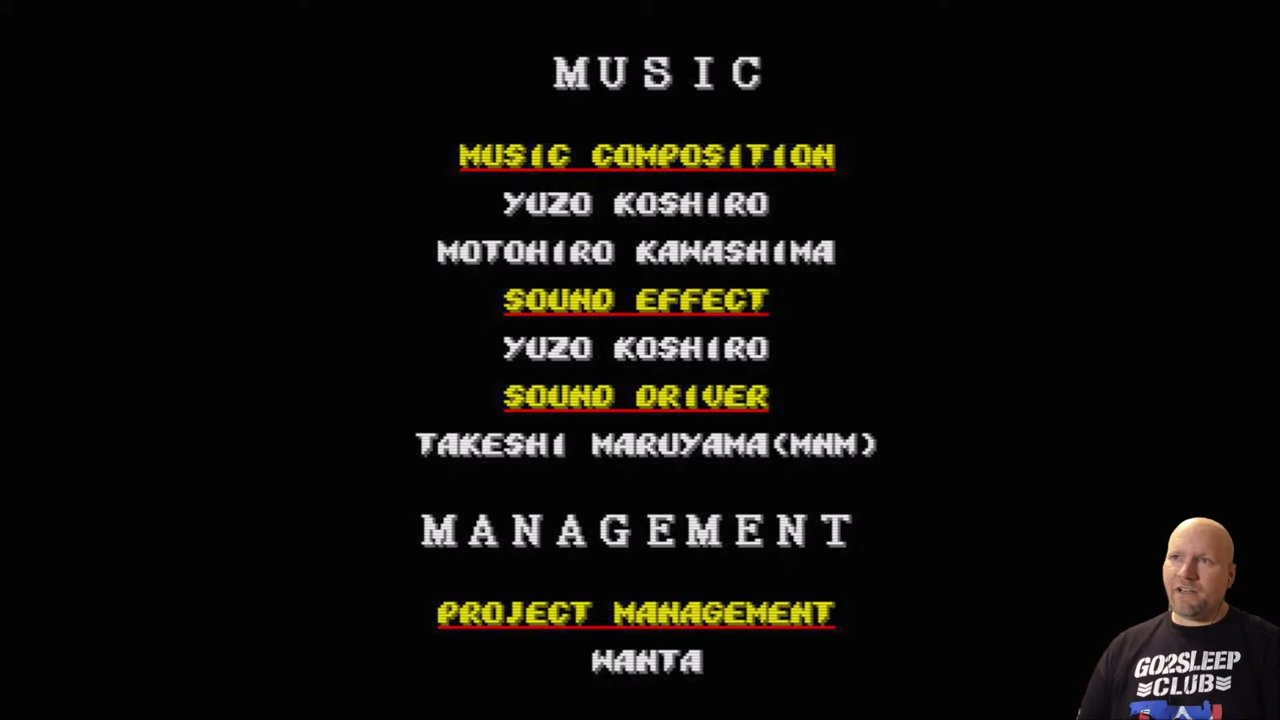 MUSIC
MUSIC COMPOSITION
YUZO KOSHIRO
MOTOHIRO KAWASHIMA
SOUND EFFECT
YUZO KOSHIRO
SOUND DRIVER
TAKESHI MARUYAMA(MNM)
MANAGEMENT
PROJECT MANAGEMENT
WANTA
GO2SLEEP
CLUB